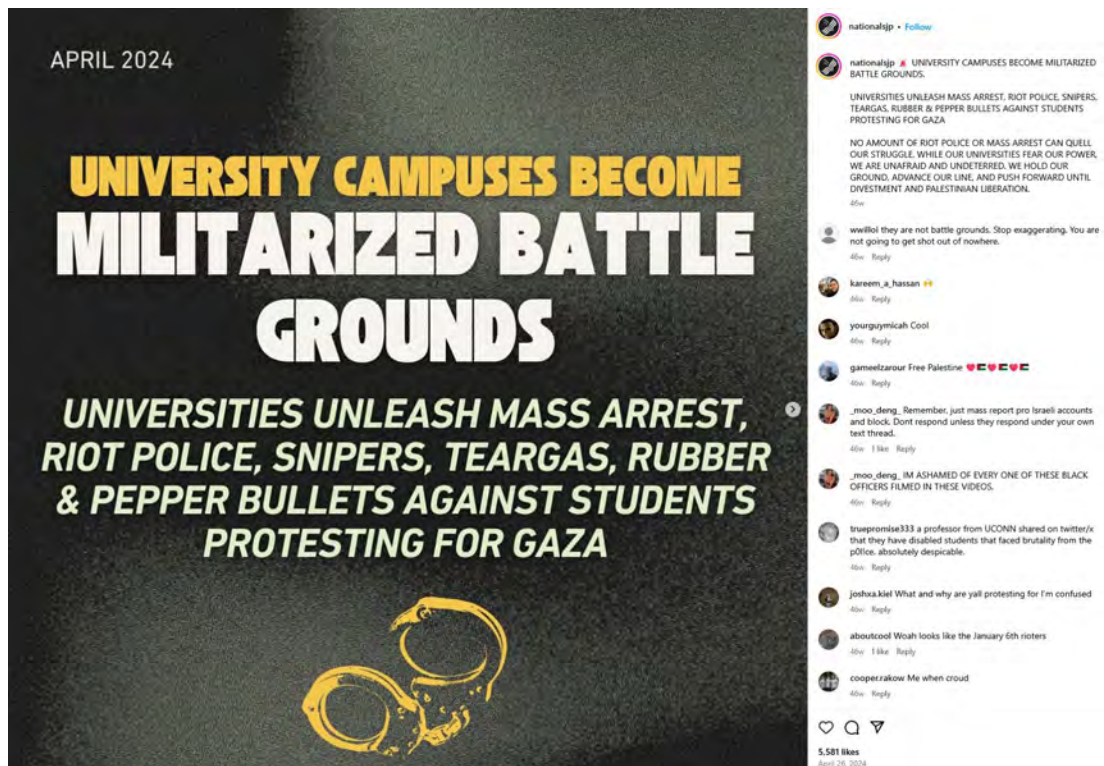 APRIL 2024
UNIVERSITY CAMPUSES BECOME
MILITARIZED BATTLE
GROUNDS
UNIVERSITIES UNLEASH MASS ARREST,
RIOT POLICE, SNIPERS, TEARGAS, RUBBER
& PEPPER BULLETS AGAINST STUDENTS
PROTESTING FOR GAZA
nationalsjp • Follow
nationalsjp 🚨 UNIVERSITY CAMPUSES BECOME MILITARIZED
BATTLE GROUNDS.
UNIVERSITIES UNLEASH MASS ARREST, RIOT POLICE, SNIPERS,
TEARGAS, RUBBER & PEPPER BULLETS AGAINST STUDENTS
PROTESTING FOR GAZA
NO AMOUNT OF RIOT POLICE OR MASS ARREST CAN QUELL
OUR STRUGGLE. WHILE OUR UNIVERSITIES FEAR OUR POWER,
WE ARE UNAFRAID AND UNDETERRED. WE HOLD OUR
GROUND, ADVANCE OUR LINE, AND PUSH FORWARD UNTIL
DIVESTMENT AND PALESTINIAN LIBERATION.
46w
wwilloi they are not battle grounds. Stop exaggerating. You are
not going to get shot out of nowhere.
46w Reply
kareem_a_hassan 🙌
46w Reply
yourguymicah Cool
46w Reply
gameelzarour Free Palestine ❤️🇵🇸❤️🇵🇸❤️🇵🇸
46w Reply
_moo_deng_ Remember, just mass report pro Israeli accounts
and block. Dont respond unless they respond under your own
text thread.
46w 1 like Reply
_moo_deng_ IM ASHAMED OF EVERY ONE OF THESE BLACK
OFFICERS FILMED IN THESE VIDEOS.
46w Reply
truepromise333 a professor from UCONN shared on twitter/x
that they have disabled students that faced brutality from the
p0lice. absolutely despicable.
46w Reply
joshxa.kiel What and why are yall protesting for I'm confused
46w Reply
aboutcool Woah looks like the January 6th rioters
46w 1 like Reply
cooper.rakow Me when croud
46w Reply
5,581 likes
April 26, 2024